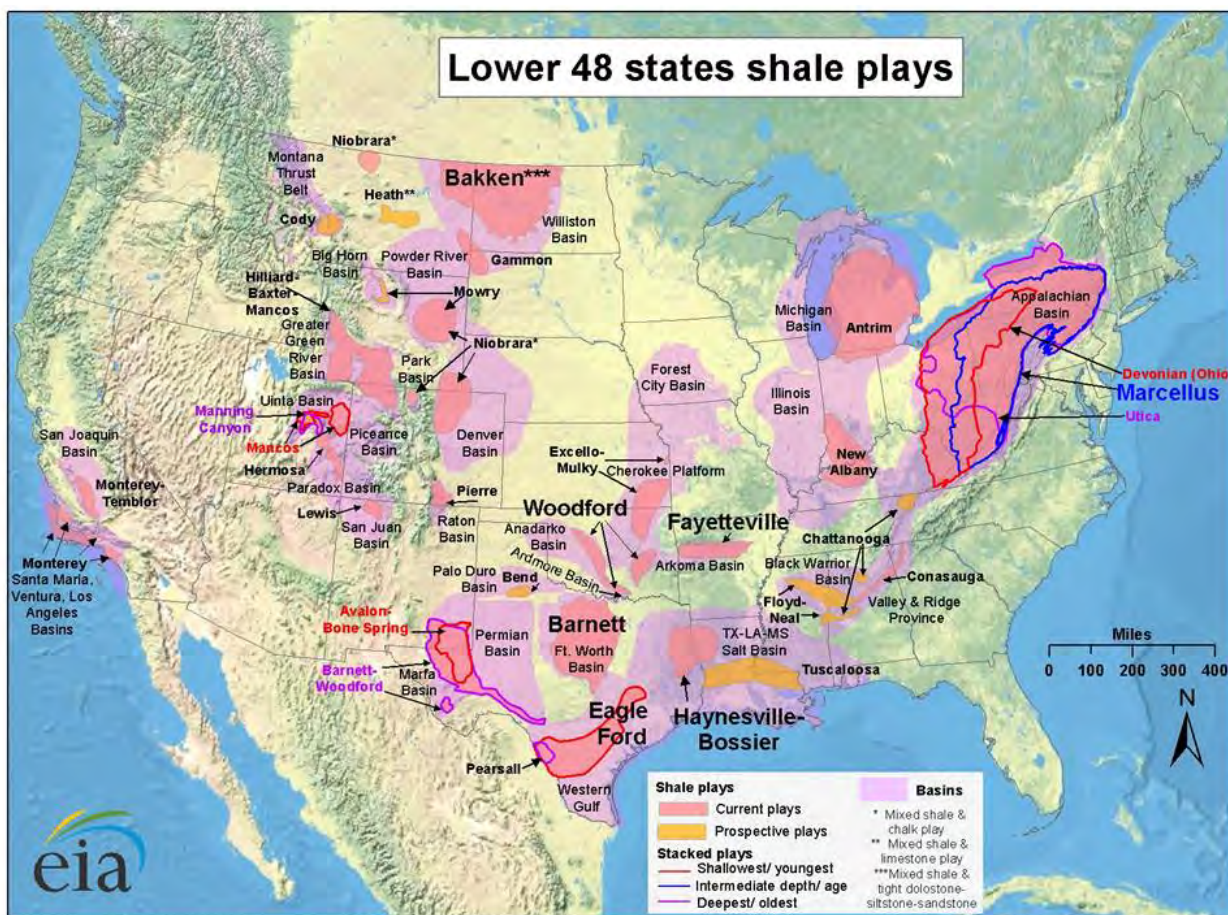 Lower 48 states shale plays
Niobrara*
Montana
Thrust
Belt
Bakken***
Heath**
Cody
Williston
Basin
Big Horn
Basin
Powder River
Basin
Gammon
Hilliard-
Baxter-
Mancos
Mowry
Greater
Green
River
Basin
Niobrara*
Park
Basin
Michigan
Basin
Antrim
Appalachian
Basin
Devonian (Ohio
Marcellus
Utica
Forest
City Basin
Illinois
Basin
Uinta Basin
Manning
Canyon
Mancos
Piceance
Basin
Denver
Basin
San Joaquin
Basin
Hermosa
Paradox Basin
Excello-
Mulky
Cherokee Platform
New
Albany
Monterey-
Temblor
Lewis
San Juan
Basin
Pierre
Raton
Basin
Woodford
Anadarko
Basin
Fayetteville
Arkoma Basin
Chattanooga
Monterey
Santa Maria,
Ventura, Los
Angeles
Basins
Palo Duro
Basin
Bend
Ardmore Basin
Black Warrior
Basin
Conasauga
Floyd-
Neal
Valley & Ridge
Province
Avalon-
Bone Spring
Permian
Basin
Barnett
Ft. Worth
Basin
TX-LA-MS
Salt Basin
Tuscaloosa
Barnett-
Woodford
Marfa
Basin
Eagle
Ford
Haynesville-
Bossier
Pearsall
Western
Gulf
Miles
0 100 200 300 400
N
Shale plays
Current plays
Prospective plays
Stacked plays
Shallowest/ youngest
Intermediate depth/ age
Deepest/ oldest
Basins
* Mixed shale &
chalk play
** Mixed shale &
limestone play
***Mixed shale &
tight dolostone-
siltstone-sandstone
eia